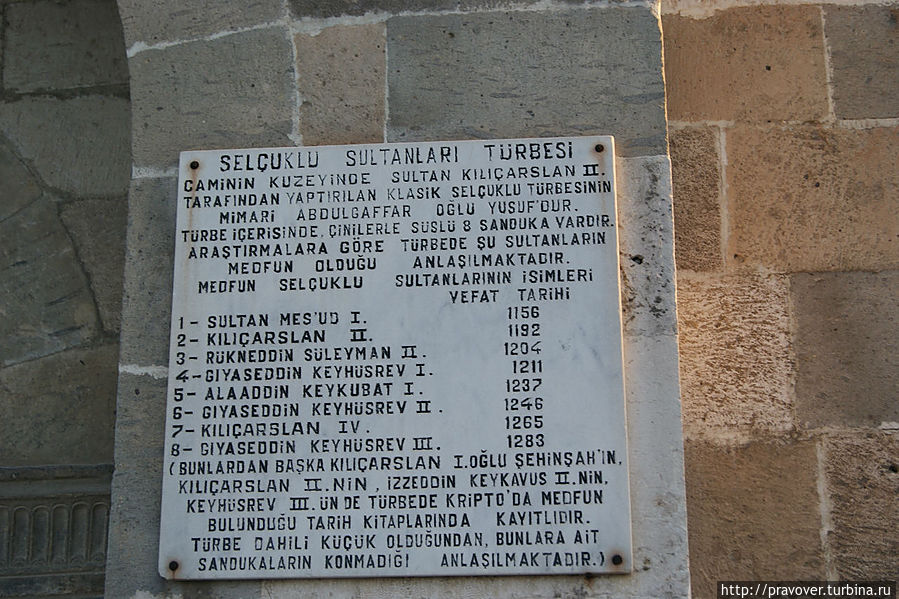 SELÇUKLU SULTANLARI TÜRBESİ
CAMİNİN KUZEYİNDE SULTAN KILIÇARSLAN II.
TARAFINDAN YAPTIRILAN KLASİK SELÇUKLU TÜRBESİNİN
MİMARİ ABDULGAFFAR OĞLU YUSUF'DUR.
TÜRBE İÇERİSİNDE, ÇİNİLERLE SÜSLÜ 8 SANDUKA VARDIR.
ARAŞTIRMALARA GÖRE TÜRBEDE ŞU SULTANLARIN
MEDFUN OLDUĞU ANLAŞILMAKTADIR.
MEDFUN SELÇUKLU SULTANLARININ İSİMLERİ
VEFAT TARİHİ
1 - SULTAN MES'UD I. 1156
2 - KILIÇARSLAN II. 1192
3 - RÜKNEDDİN SÜLEYMAN II. 1204
4 - GIYASEDDİN KEYHÜSREV I. 1211
5 - ALAADDİN KEYKUBAT I. 1237
6 - GIYASEDDİN KEYHÜSREV II. 1246
7 - KILIÇARSLAN IV. 1265
8 - GIYASEDDİN KEYHÜSREV III. 1283
(BUNLARDAN BAŞKA KILIÇARSLAN I.OĞLU ŞEHİNŞAH'IN,
KILIÇARSLAN II.NİN, İZZEDDİN KEYKAVUS II.NİN,
KEYHÜSREV III.ÜN DE TÜRBEDE KRİPTO'DA MEDFUN
BULUNDUĞU TARİH KİTAPLARINDA KAYITLIDIR.
TÜRBE DAHİLİ KÜÇÜK OLDUĞUNDAN, BUNLARA AİT
SANDUKALARIN KONMADIĞI ANLAŞILMAKTADIR.)
http://pravover.turbina.ru